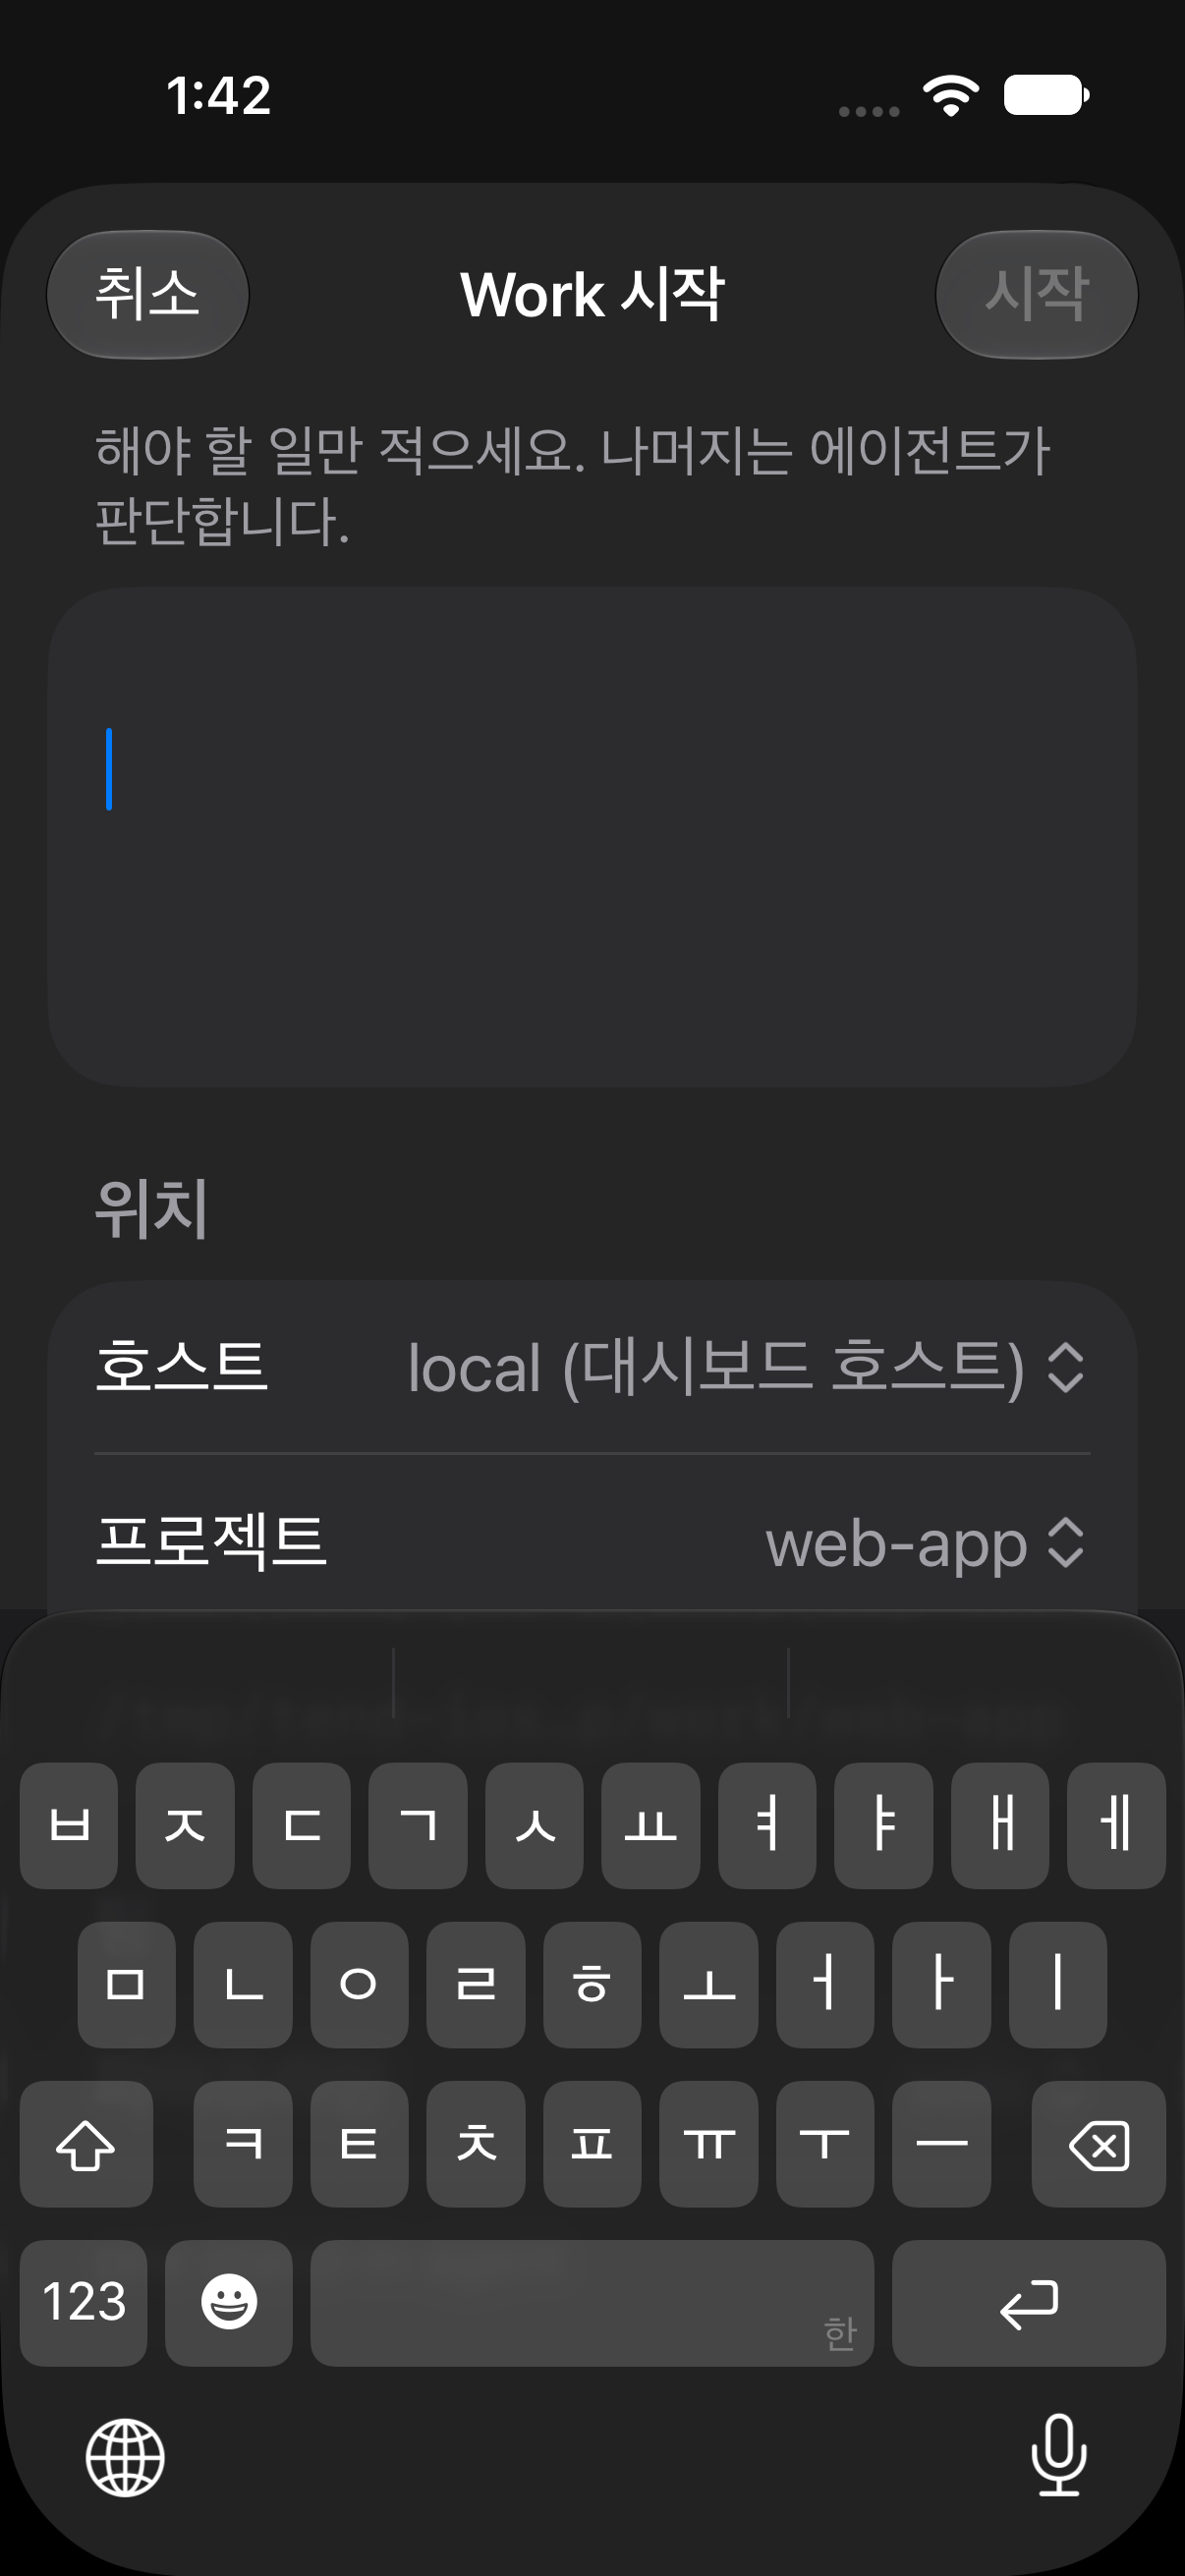 1:42
취소
Work 시작
시작
해야 할 일만 적으세요. 나머지는 에이전트가
판단합니다.
위치
호스트
local (대시보드 호스트)
프로젝트
web-app
ㅂ ㅈ ㄷ ㄱ ㅅ ㅛ ㅕ ㅑ ㅐ ㅔ
ㅁ ㄴ ㅇ ㄹ ㅎ ㅗ ㅓ ㅏ ㅣ
ㅋ ㅌ ㅊ ㅍ ㅠ ㅜ ㅡ
123
한